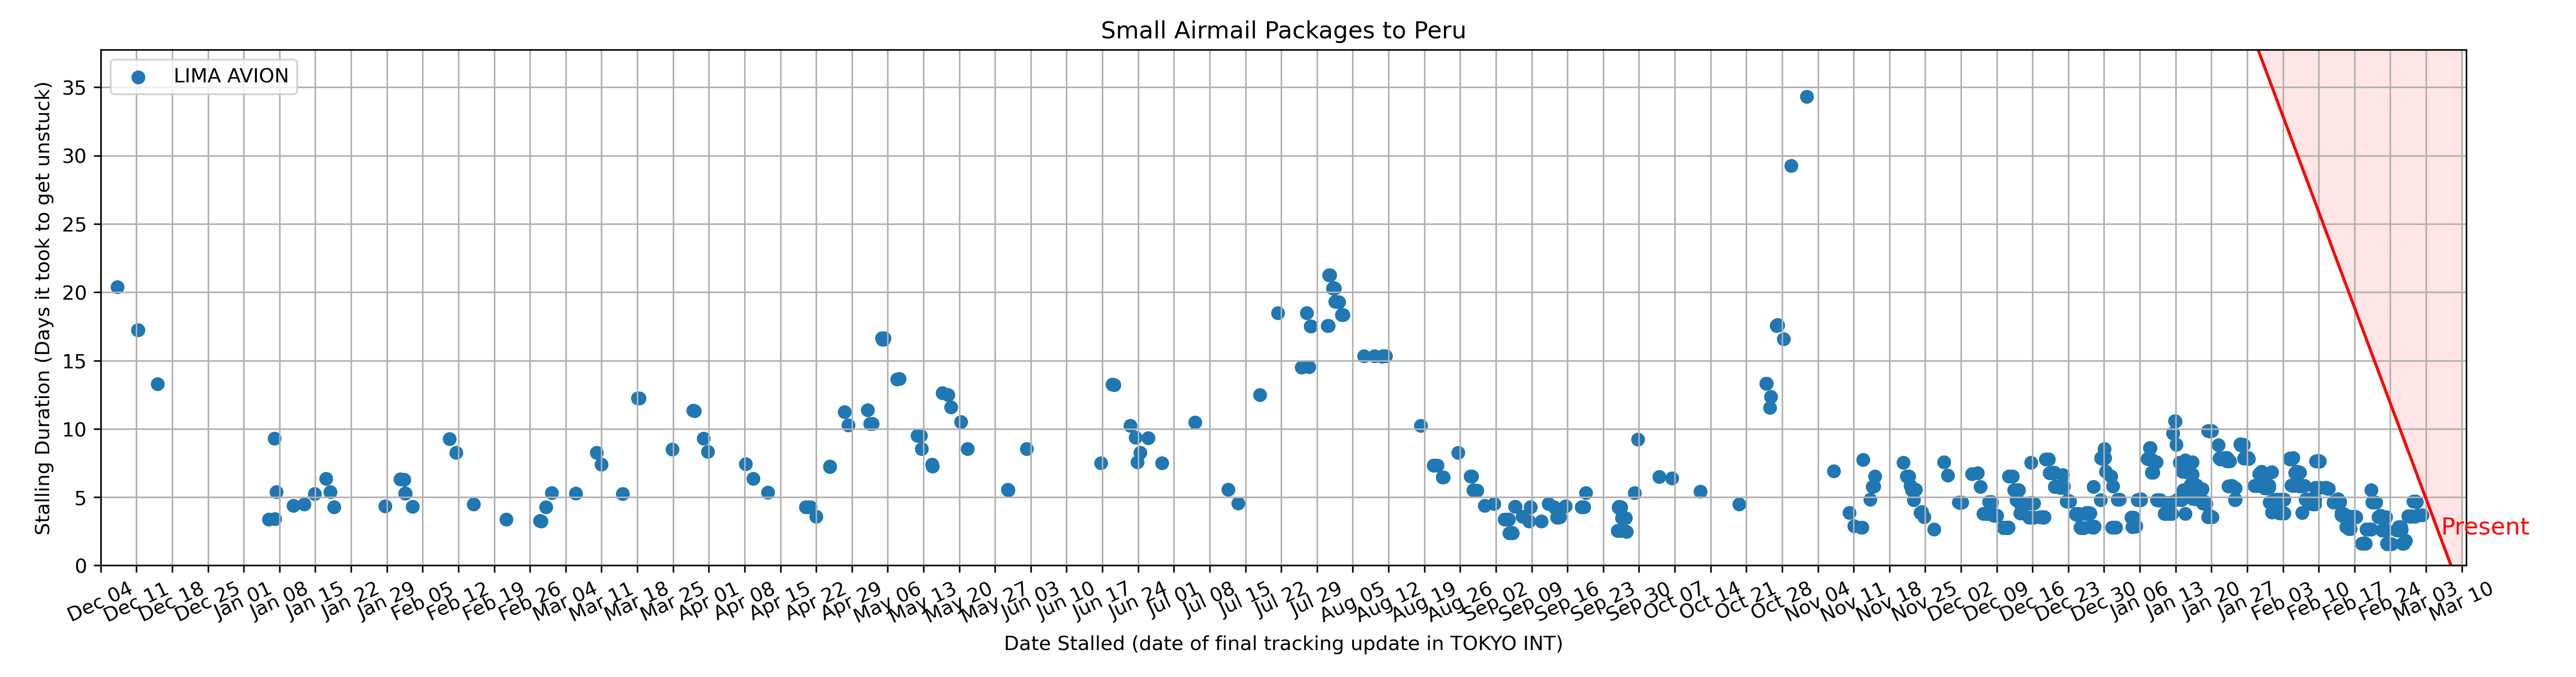 Small Airmail Packages to Peru
LIMA AVION
Stalling Duration (Days it took to get unstuck)
35
30
25
20
15
10
5
0
Present
Dec 04
Dec 11
Dec 18
Dec 25
Jan 01
Jan 08
Jan 15
Jan 22
Jan 29
Feb 05
Feb 12
Feb 19
Feb 26
Mar 04
Mar 11
Mar 18
Mar 25
Apr 01
Apr 08
Apr 15
Apr 22
Apr 29
May 06
May 13
May 20
May 27
Jun 03
Jun 10
Jun 17
Jun 24
Jul 01
Jul 08
Jul 15
Jul 22
Jul 29
Aug 05
Aug 12
Aug 19
Aug 26
Sep 02
Sep 09
Sep 16
Sep 23
Sep 30
Oct 07
Oct 14
Oct 21
Oct 28
Nov 04
Nov 11
Nov 18
Nov 25
Dec 02
Dec 09
Dec 16
Dec 23
Dec 30
Jan 06
Jan 13
Jan 20
Jan 27
Feb 03
Feb 10
Feb 17
Feb 24
Mar 03
Mar 10
Date Stalled (date of final tracking update in TOKYO INT)